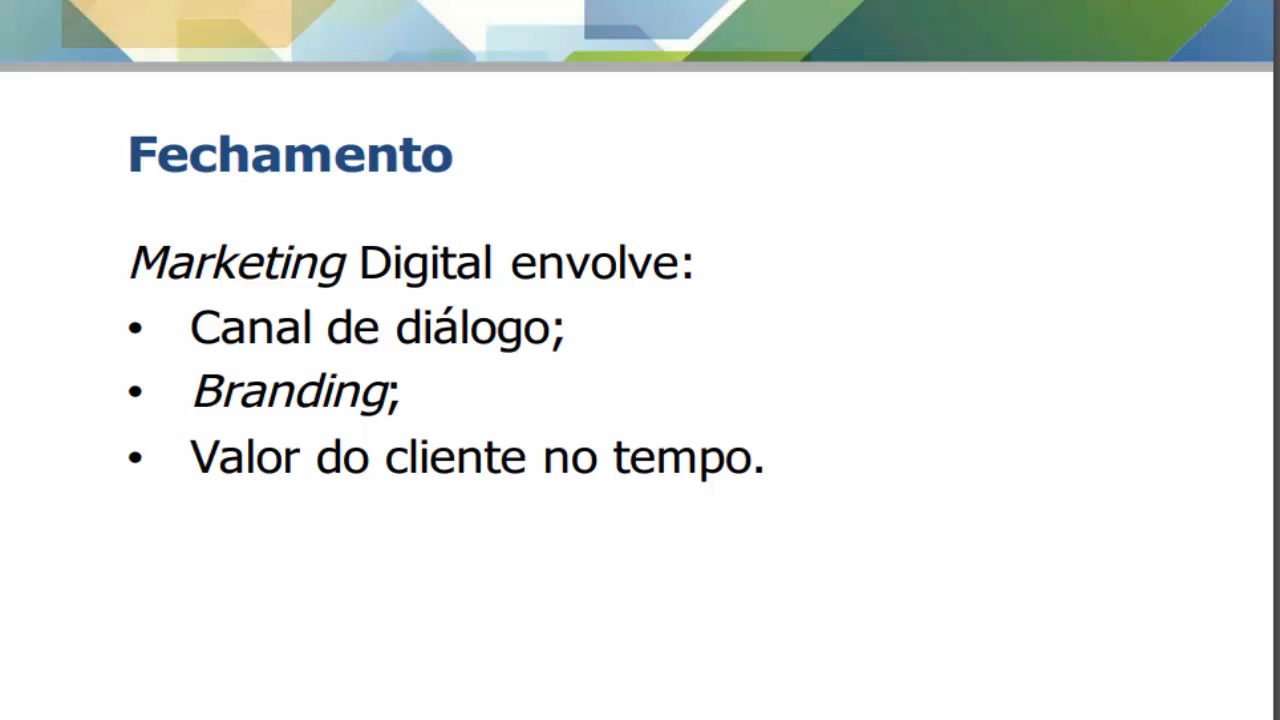 Fechamento
Marketing Digital envolve:
• Canal de diálogo;
• Branding;
• Valor do cliente no tempo.